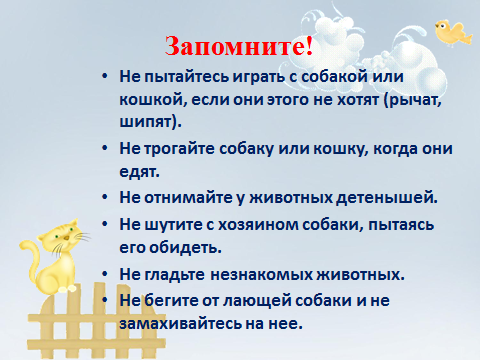 Запомните!
• Не пытайтесь играть с собакой или
кошкой, если они этого не хотят (рычат,
шипят).
• Не трогайте собаку или кошку, когда они
едят.
• Не отнимайте у животных детенышей.
• Не шутите с хозяином собаки, пытаясь
его обидеть.
• Не гладьте незнакомых животных.
• Не бегите от лающей собаки и не
замахивайтесь на нее.